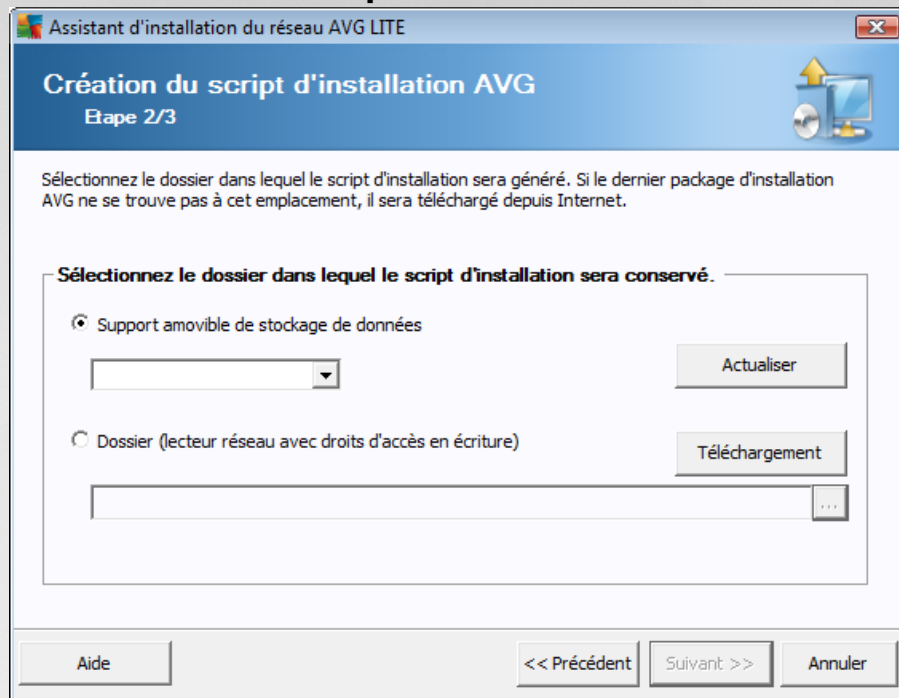 Assistant d'installation du réseau AVG LITE
Création du script d'installation AVG
Etape 2/3
Sélectionnez le dossier dans lequel le script d'installation sera généré. Si le dernier package d'installation
AVG ne se trouve pas à cet emplacement, il sera téléchargé depuis Internet.
Sélectionnez le dossier dans lequel le script d'installation sera conservé.
Support amovible de stockage de données
Actualiser
Dossier (lecteur réseau avec droits d'accès en écriture)
Téléchargement
...
Aide
<< Précédent
Suivant >>
Annuler